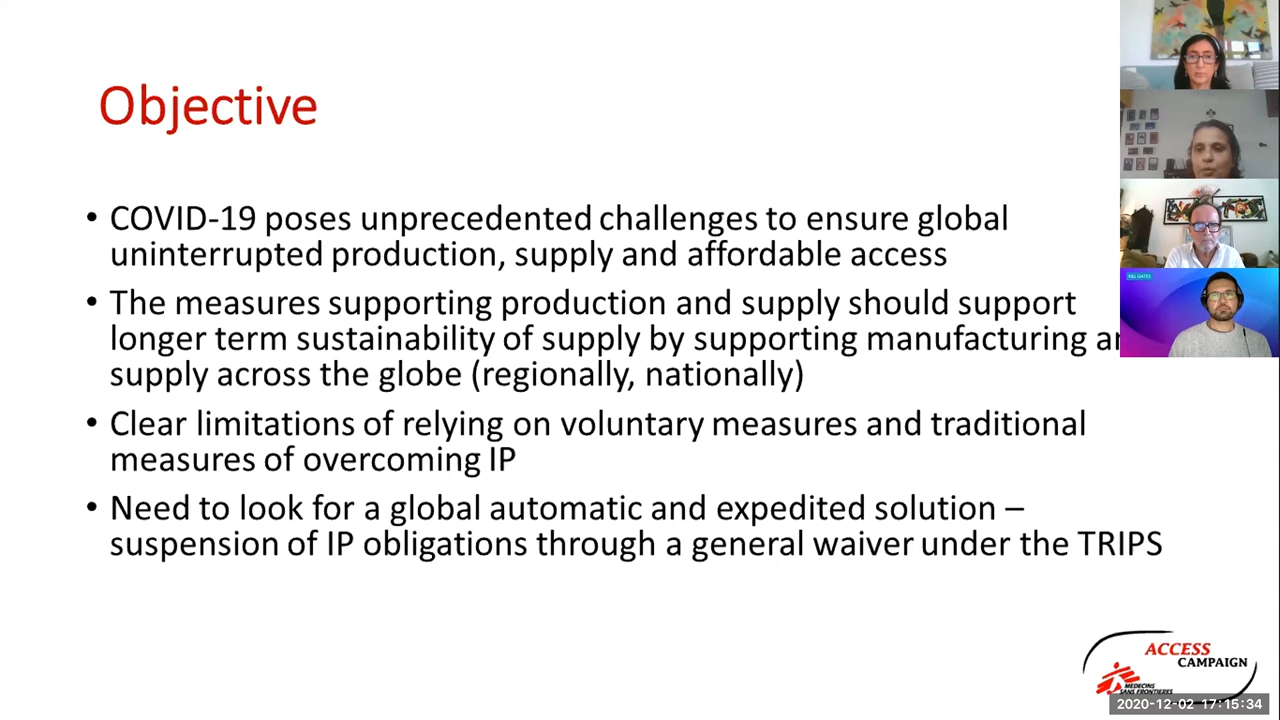 Objective
• COVID-19 poses unprecedented challenges to ensure global
uninterrupted production, supply and affordable access
• The measures supporting production and supply should support
longer term sustainability of supply by supporting manufacturing
supply across the globe (regionally, nationally)
• Clear limitations of relying on voluntary measures and traditional
measures of overcoming IP
• Need to look for a global automatic and expedited solution –
suspension of IP obligations through a general waiver under the TRIPS
ACCESS
CAMPAIGN
MEDECINS
SANS FRONTIERES
2020-12-02 17:15:34